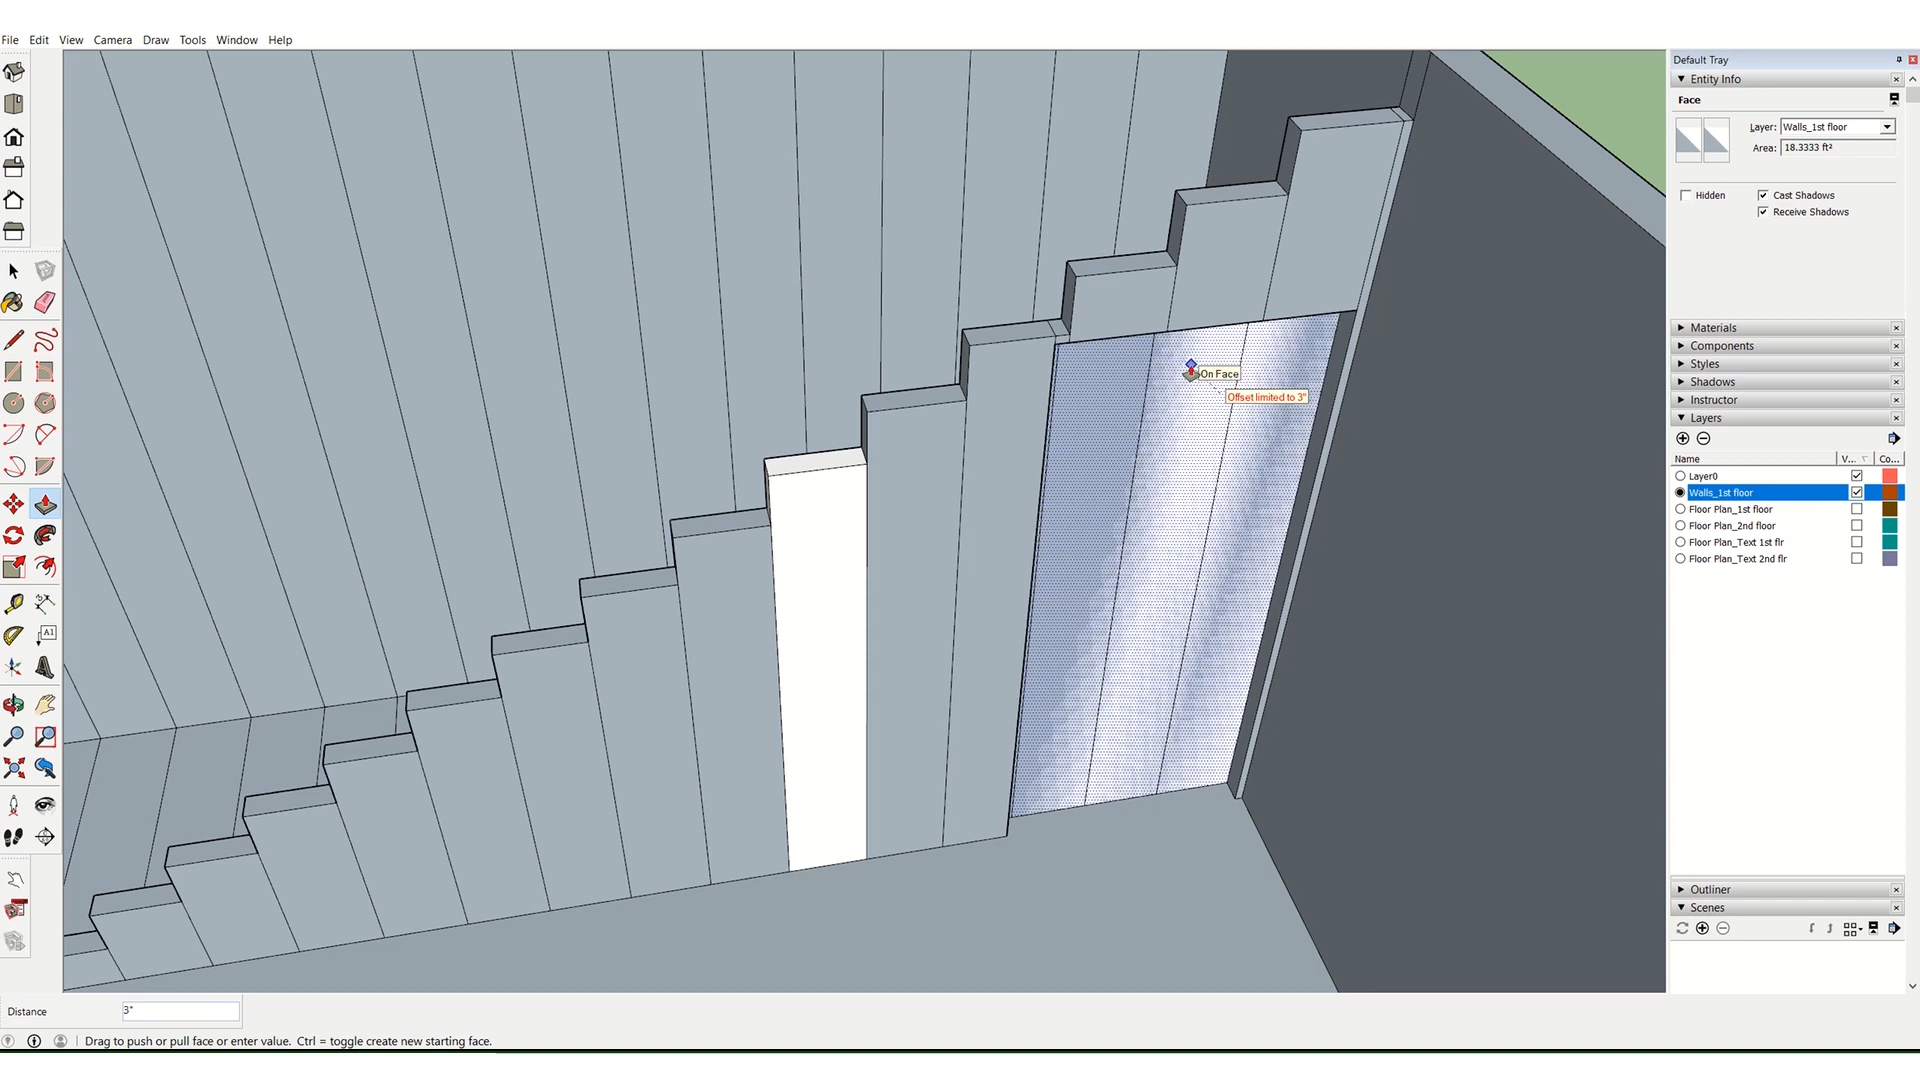 File Edit View Camera Draw Tools Window Help
Default Tray
Entity Info
Face
Layer: Walls_1st floor
Area: 18.3333 ft²
Hidden Cast Shadows
Receive Shadows
On Face
Offset limited to 3"
Materials
Components
Styles
Shadows
Instructor
Layers
Name V... Co...
Layer0
Walls_1st floor
Floor Plan_1st floor
Floor Plan_2nd floor
Floor Plan_Text 1st flr
Floor Plan_Text 2nd flr
A1
Outliner
Scenes
Distance 3"
Drag to push or pull face or enter value. Ctrl = toggle create new starting face.